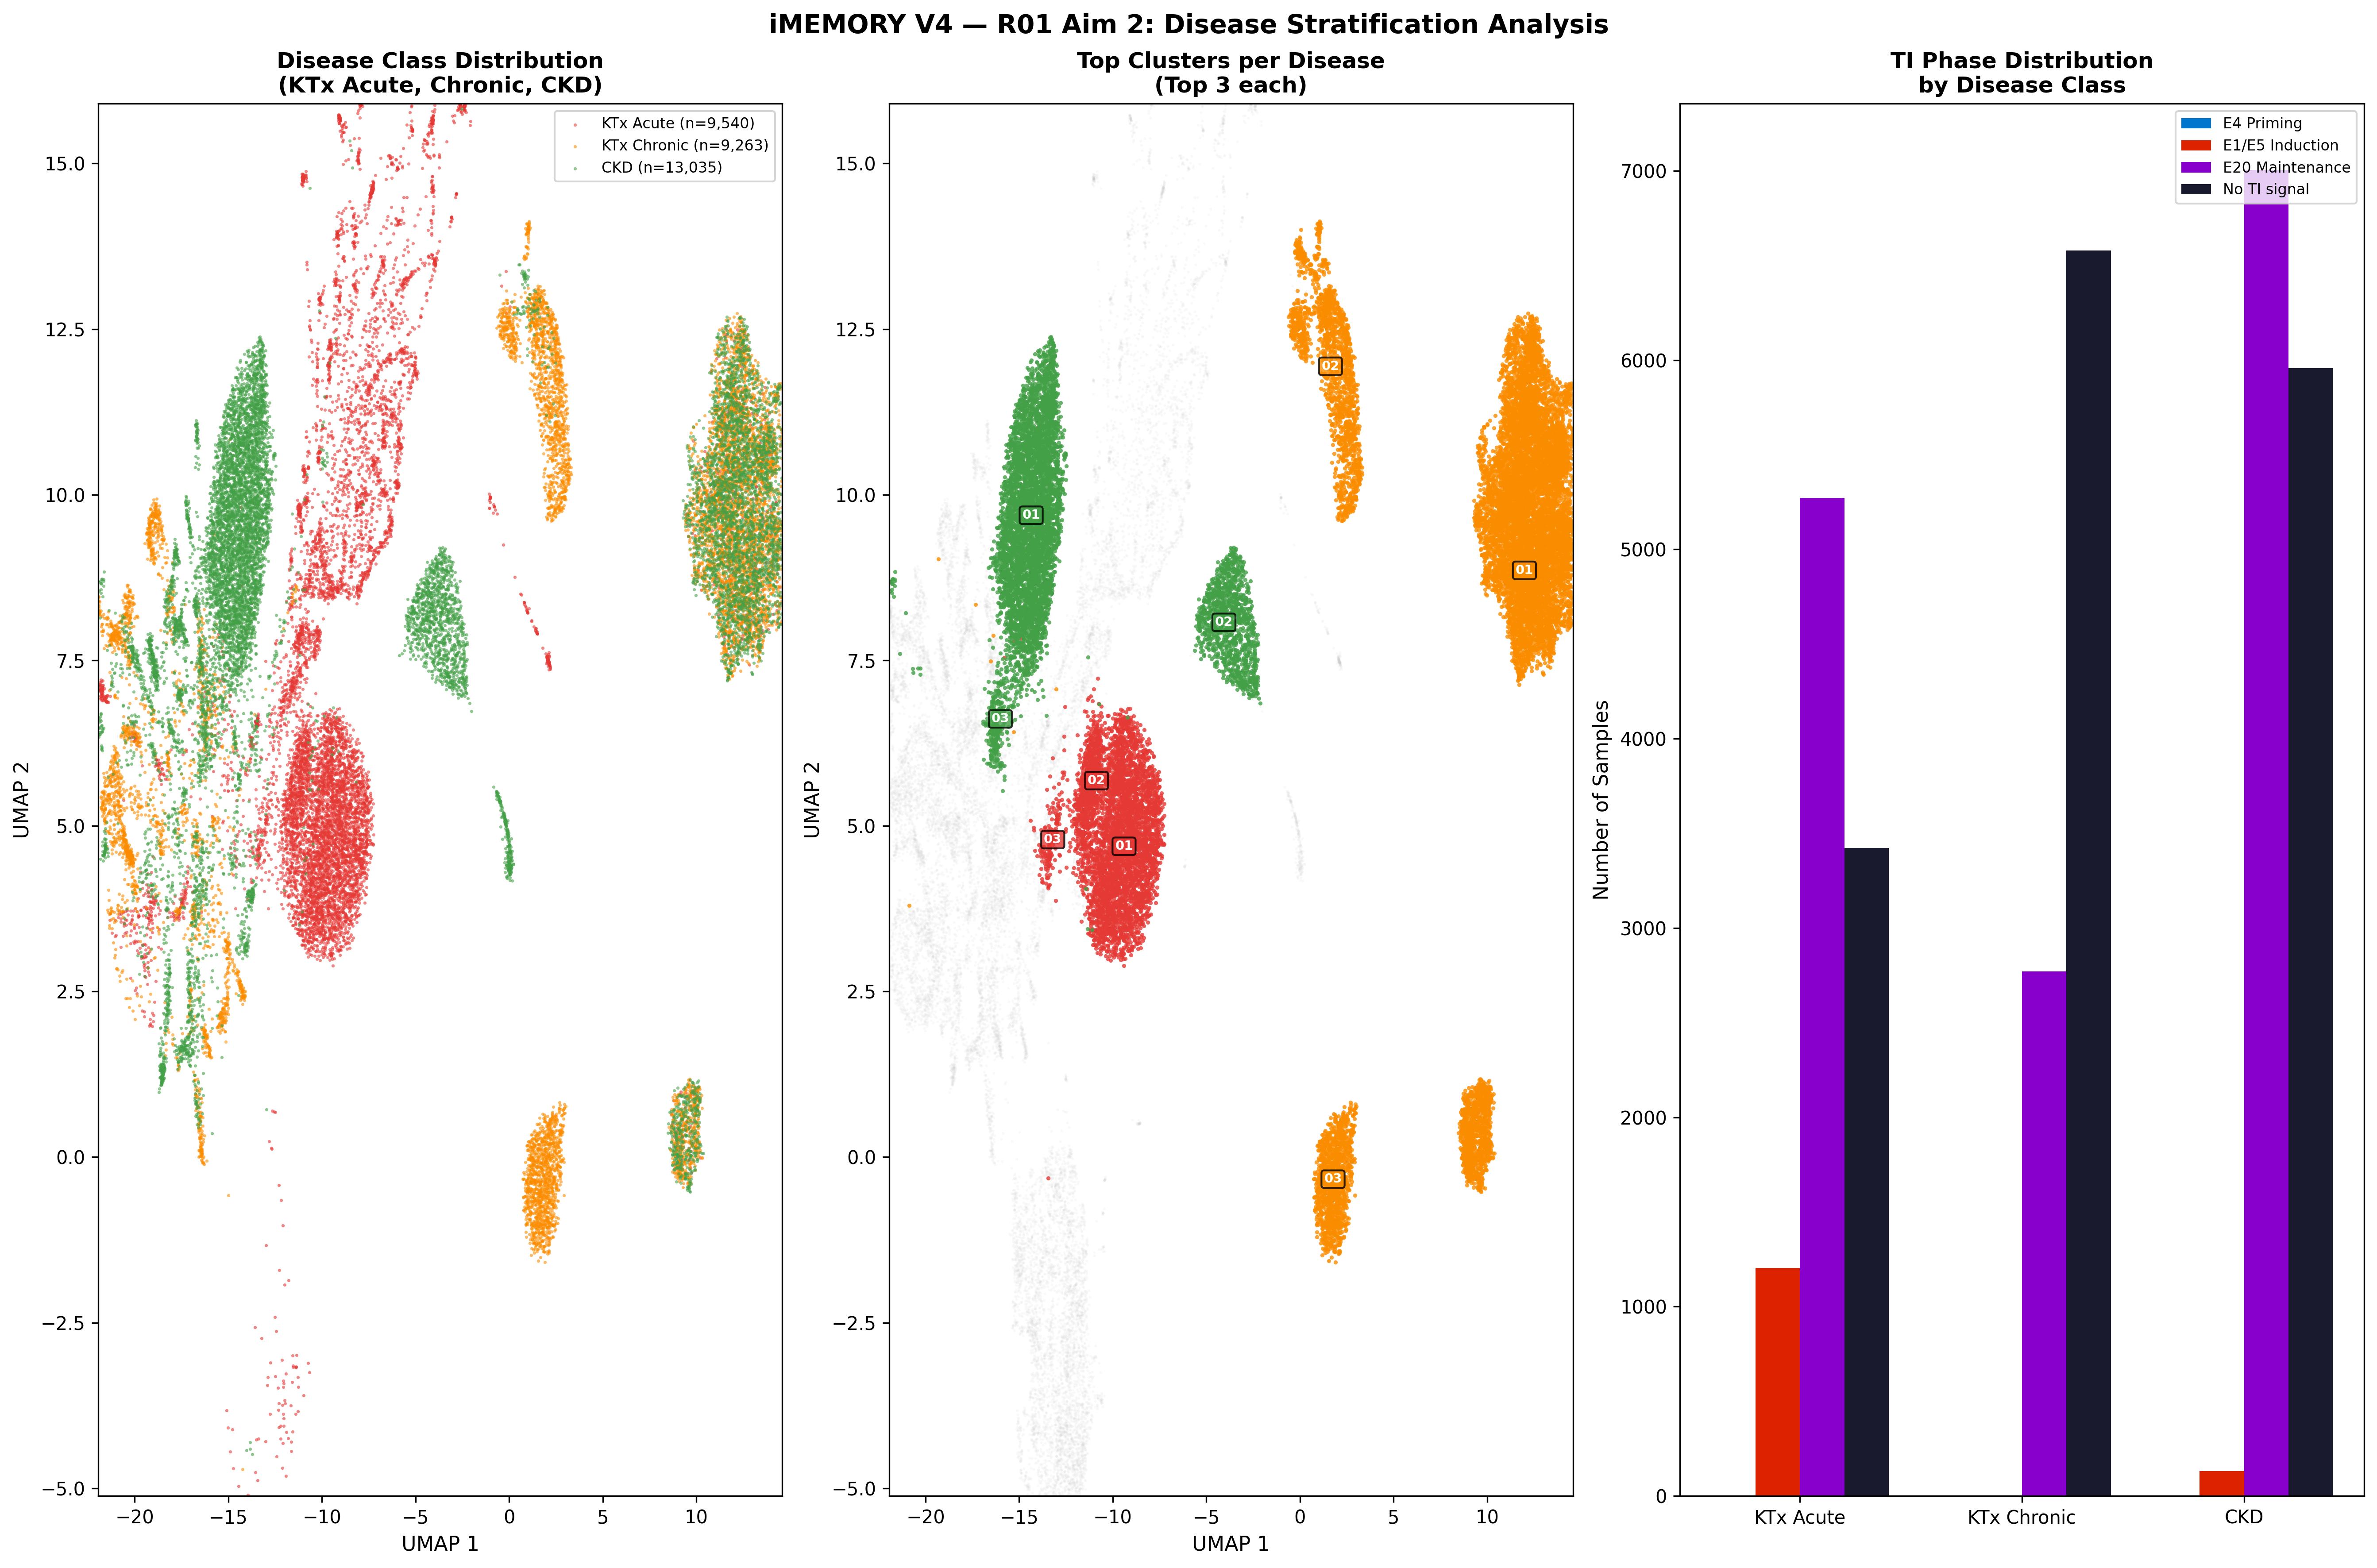 iMEMORY V4 — R01 Aim 2: Disease Stratification Analysis
Disease Class Distribution
(KTx Acute, Chronic, CKD)
KTx Acute (n=9,540)
KTx Chronic (n=9,263)
CKD (n=13,035)
15.0
12.5
10.0
7.5
5.0
2.5
0.0
−2.5
−5.0
UMAP 2
−20
−15
−10
−5
0
5
10
UMAP 1
Top Clusters per Disease
(Top 3 each)
15.0
12.5
10.0
7.5
5.0
2.5
0.0
−2.5
−5.0
UMAP 2
02
01
01
02
03
02
03
01
03
−20
−15
−10
−5
0
5
10
UMAP 1
TI Phase Distribution
by Disease Class
E4 Priming
E1/E5 Induction
E20 Maintenance
No TI signal
7000
6000
5000
4000
3000
2000
1000
0
Number of Samples
KTx Acute
KTx Chronic
CKD